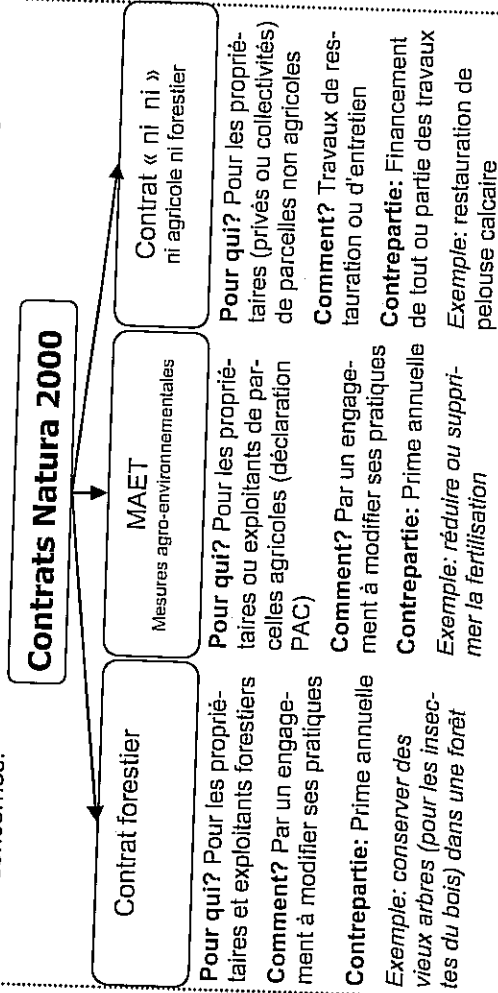 Contrats Natura 2000
Contrat forestier
Pour qui? Pour les proprié-
taires et exploitants forestiers
Comment? Par un engage-
ment à modifier ses pratiques
Contrepartie: Prime annuelle
Exemple: conserver des
vieux arbres (pour les insec-
tes du bois) dans une forêt
MAET
Mesures agro-environnementales
Pour qui? Pour les proprié-
taires ou exploitants de par-
celles agricoles (déclaration
PAC)
Comment? Par un engage-
ment à modifier ses pratiques
Contrepartie: Prime annuelle
Exemple: réduire ou suppri-
mer la fertilisation
Contrat « ni ni »
ni agricole ni forestier
Pour qui? Pour les proprié-
taires (privés ou collectivités)
de parcelles non agricoles
Comment? Travaux de res-
tauration ou d'entretien
Contrepartie: Financement
de tout ou partie des travaux
Exemple: restauration de
pelouse calcaire